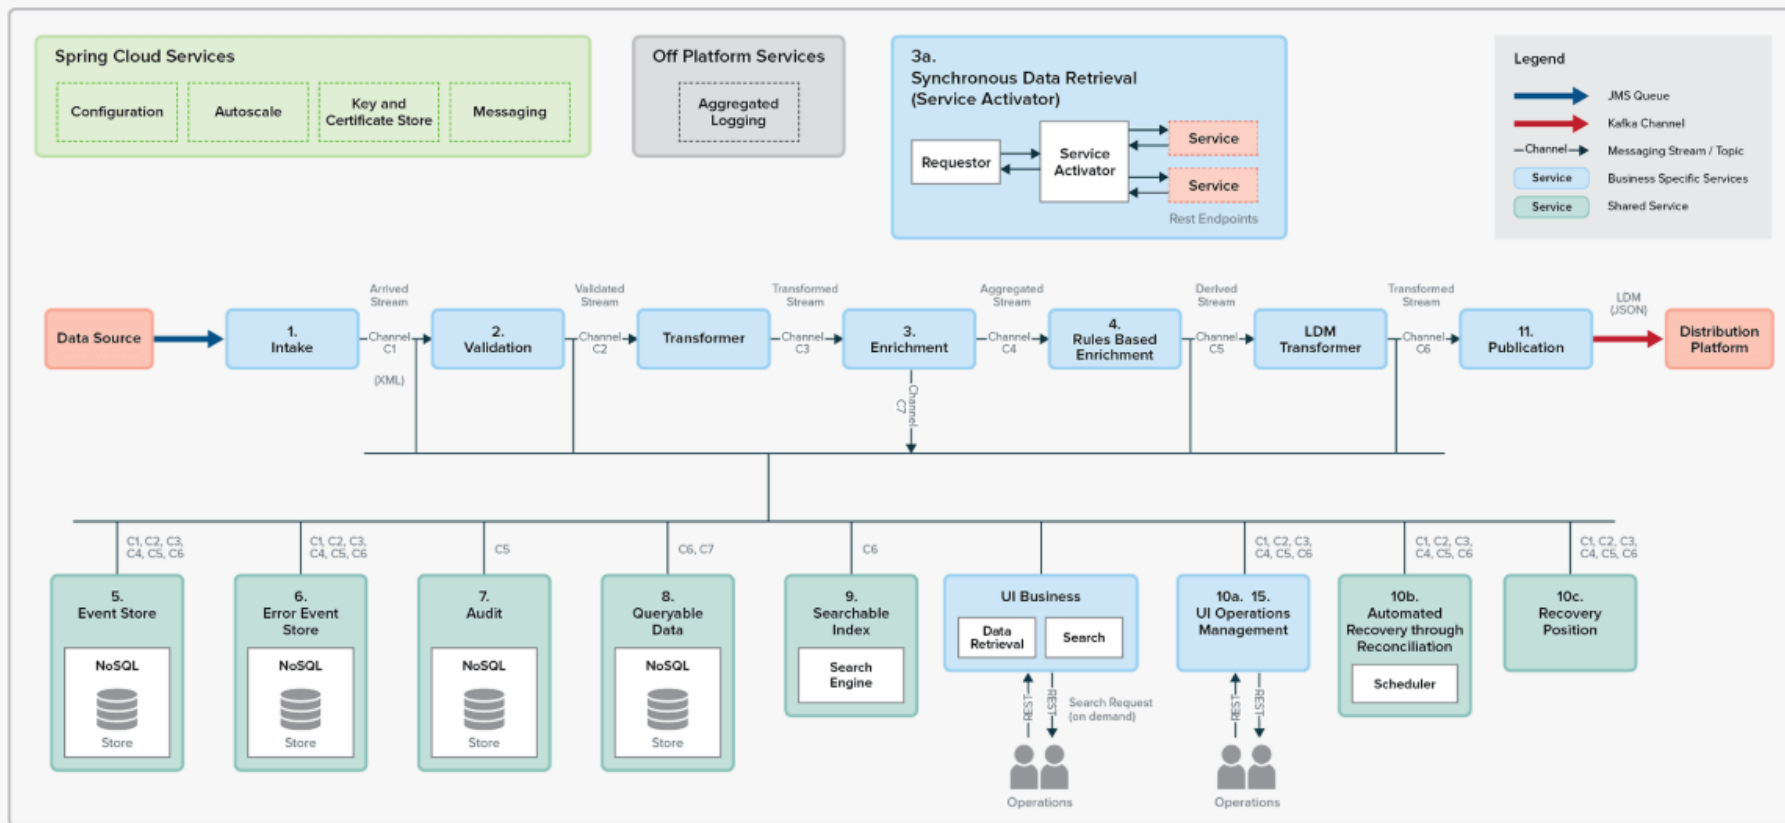 Spring Cloud Services
Configuration
Autoscale
Key and
Certificate Store
Messaging
Off Platform Services
Aggregated
Logging
3a.
Synchronous Data Retrieval
(Service Activator)
Requestor
Service
Activator
Service
Service
Rest Endpoints
Legend
JMS Queue
Kafka Channel
Channel
Messaging Stream / Topic
Service
Business Specific Services
Service
Shared Service
Data Source
1.
Intake
Arrived
Stream
Channel
C1
(XML)
2.
Validation
Validated
Stream
Channel
C2
Transformer
Transformed
Stream
Channel
C3
3.
Enrichment
Channel
C7
Aggregated
Stream
Channel
C4
4.
Rules Based
Enrichment
Derived
Stream
Channel
C5
LDM
Transformer
Transformed
Stream
Channel
C6
11.
Publication
LDM
(JSON)
Distribution
Platform
C1, C2, C3,
C4, C5, C6
5.
Event Store
NoSQL
Store
C1, C2, C3,
C4, C5, C6
6.
Error Event
Store
NoSQL
Store
C5
7.
Audit
NoSQL
Store
C6, C7
8.
Queryable
Data
NoSQL
Store
C6
9.
Searchable
Index
Search
Engine
UI Business
Data
Retrieval
Search
REST
REST
Search Request
(on demand)
Operations
C1, C2, C3,
C4, C5, C6
10a. 15.
UI Operations
Management
REST
REST
Operations
C1, C2, C3,
C4, C5, C6
10b.
Automated
Recovery through
Reconciliation
Scheduler
C1, C2, C3,
C4, C5, C6
10c.
Recovery
Position